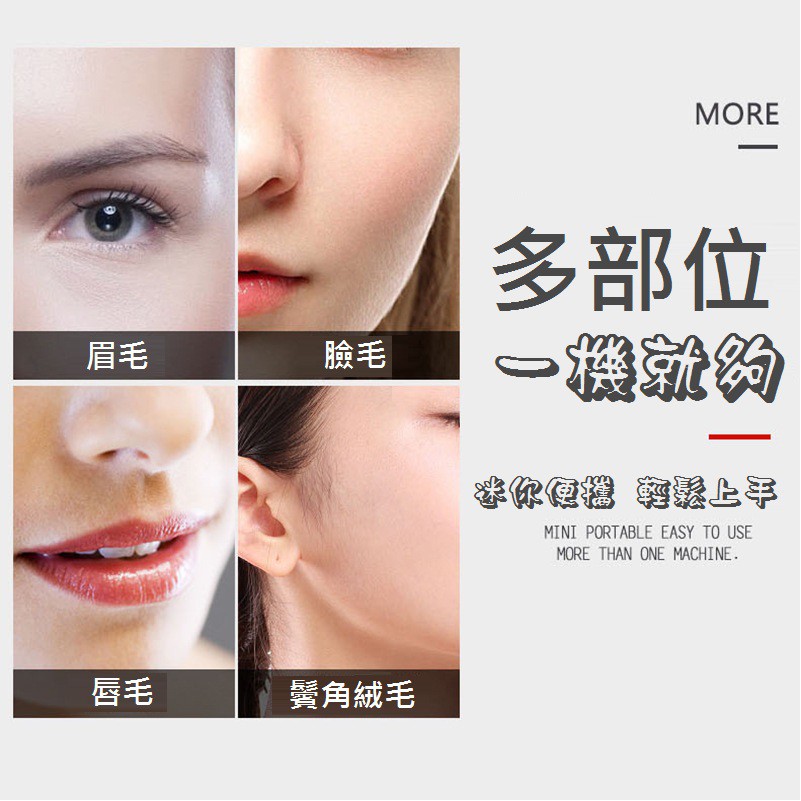 眉毛
臉毛
唇毛
鬢角絨毛
MORE
多部位
一機就夠
迷你便攜 輕鬆上手
MINI PORTABLE EASY TO USE
MORE THAN ONE MACHINE.